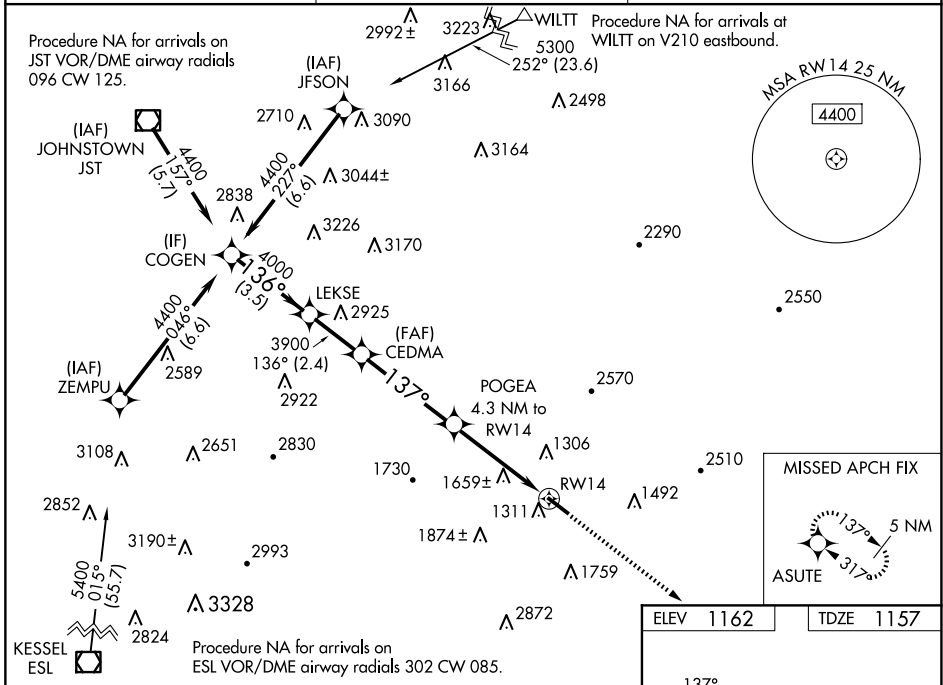 Procedure NA for arrivals on
JST VOR/DME airway radials
096 CW 125.
2992±
3223
WILTT
5300
252° (23.6)
Procedure NA for arrivals at
WILTT on V210 eastbound.
3166
(IAF)
JFSON
2710
3090
2498
MSA RW14 25 NM
4400
(IAF)
JOHNSTOWN
JST
4400
157°
(5.7)
4400
227°
(6.6)
3044±
3164
2838
3226
3170
2290
(IF)
COGEN
4000
136°
(3.5)
LEKSE
2925
2550
4400
046°
(6.6)
3900
136° (2.4)
(FAF)
CEDMA
2589
2922
137°
(IAF)
ZEMPU
POGEA
4.3 NM to
RW14
2570
3108
2651
2830
1306
1730
1659±
RW14
2510
MISSED APCH FIX
2852
1311
1492
137°
5 NM
317°
ASUTE
3190±
2993
1874±
1759
5400
015°
(55.7)
3328
2824
2872
KESSEL
ESL
Procedure NA for arrivals on
ESL VOR/DME airway radials 302 CW 085.
ELEV 1162
TDZE 1157
137°